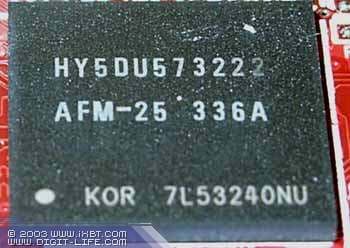 HY5DU573222
AFM-25 336A
KOR 7L53240NU
© 2003 www.iXBT.com
www.DIGIT-LIFE.com